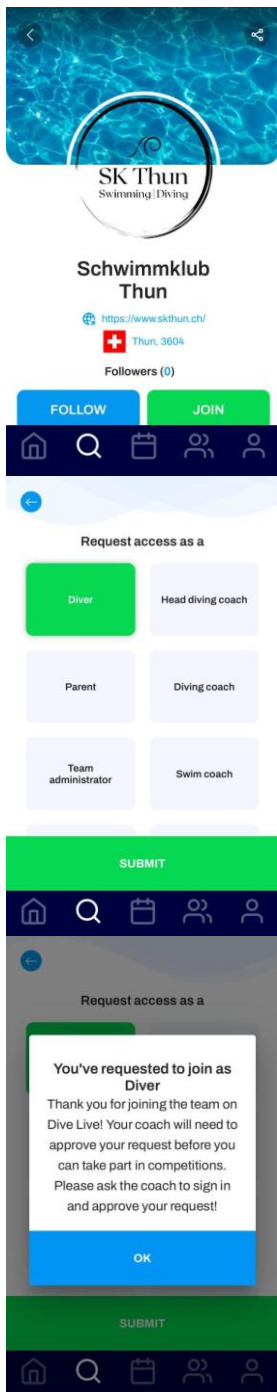 SK Thun
Swimming|Diving
Schwimmklub
Thun
https://www.skthun.ch/
Thun, 3604
Followers (0)
FOLLOW JOIN
Request access as a
Diver Head diving coach
Parent Diving coach
Team
administrator Swim coach
SUBMIT
Request access as a
You've requested to join as
Diver
Thank you for joining the team on
Dive Live! Your coach will need to
approve your request before you
can take part in competitions.
Please ask the coach to sign in
and approve your request!
OK
SUBMIT